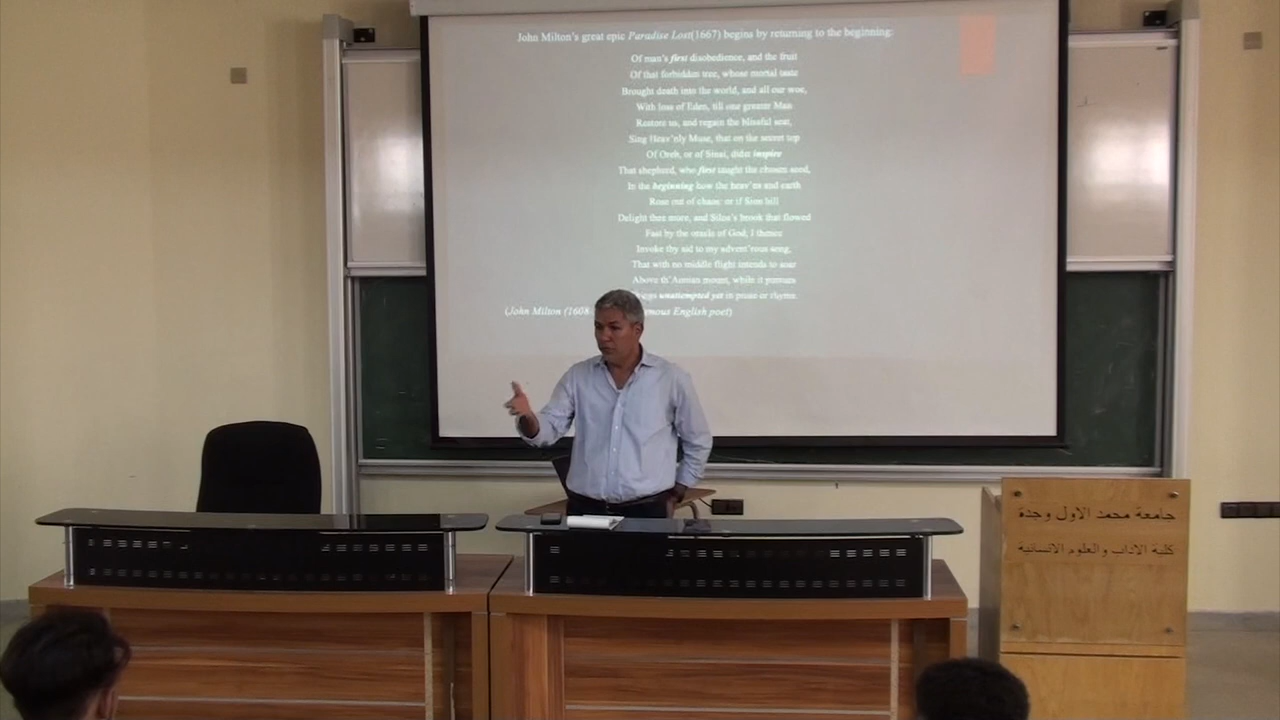 John Milton's great epic Paradise Lost(1667) begins by returning to the beginning:
Of man's first disobedience, and the fruit
Of that forbidden tree, whose mortal taste
Brought death into the world, and all our woe,
With loss of Eden, till one greater Man
Restore us, and regain the blissful seat,
Sing Heav'nly Muse, that on the secret top
Of Oreb, or of Sinai, didst inspire
That shepherd, who first taught the chosen seed,
In the beginning how the heav'ns and earth
Rose out of chaos: or if Sion hill
Delight thee more, and Siloa's brook that flowed
Fast by the oracle of God; I thence
Invoke thy aid to my advent'rous song,
That with no middle flight intends to soar
Above th'Aonian mount, while it pursues
unattempted yet in prose or rhyme.
(John Milton (1608 English poet)
جامعة محمد الاول وجدة
كلية الاداب والعلوم الانسانية